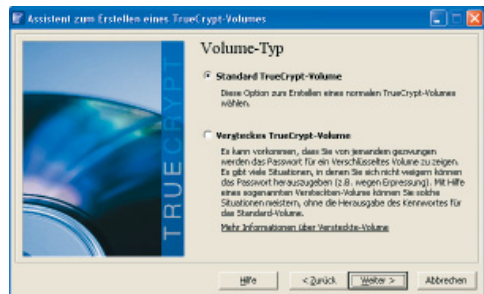 Assistent zum Erstellen eines TrueCrypt-Volumes
TRUECRYPT
Volume-Typ
Standard TrueCrypt-Volume
Diese Option zum Erstellen eines normalen TrueCrypt-Volumes
wählen.
Verstecktes TrueCrypt-Volume
Es kann vorkommen, dass Sie von jemandem gezwungen
werden das Passwort für ein Verschlüsseltes Volume zu zeigen.
Es gibt viele Situationen, in denen Sie sich nicht weigern können
das Passwort herauszugeben (z.B. wegen Erpressung). Mit Hilfe
eines sogenannten Versteckten-Volume können Sie solche
Situationen meistern, ohne die Herausgabe des Kennwortes für
das Standard-Volume.
Mehr Informationen über Versteckte-Volume
Hilfe
< Zurück
Weiter >
Abbrechen